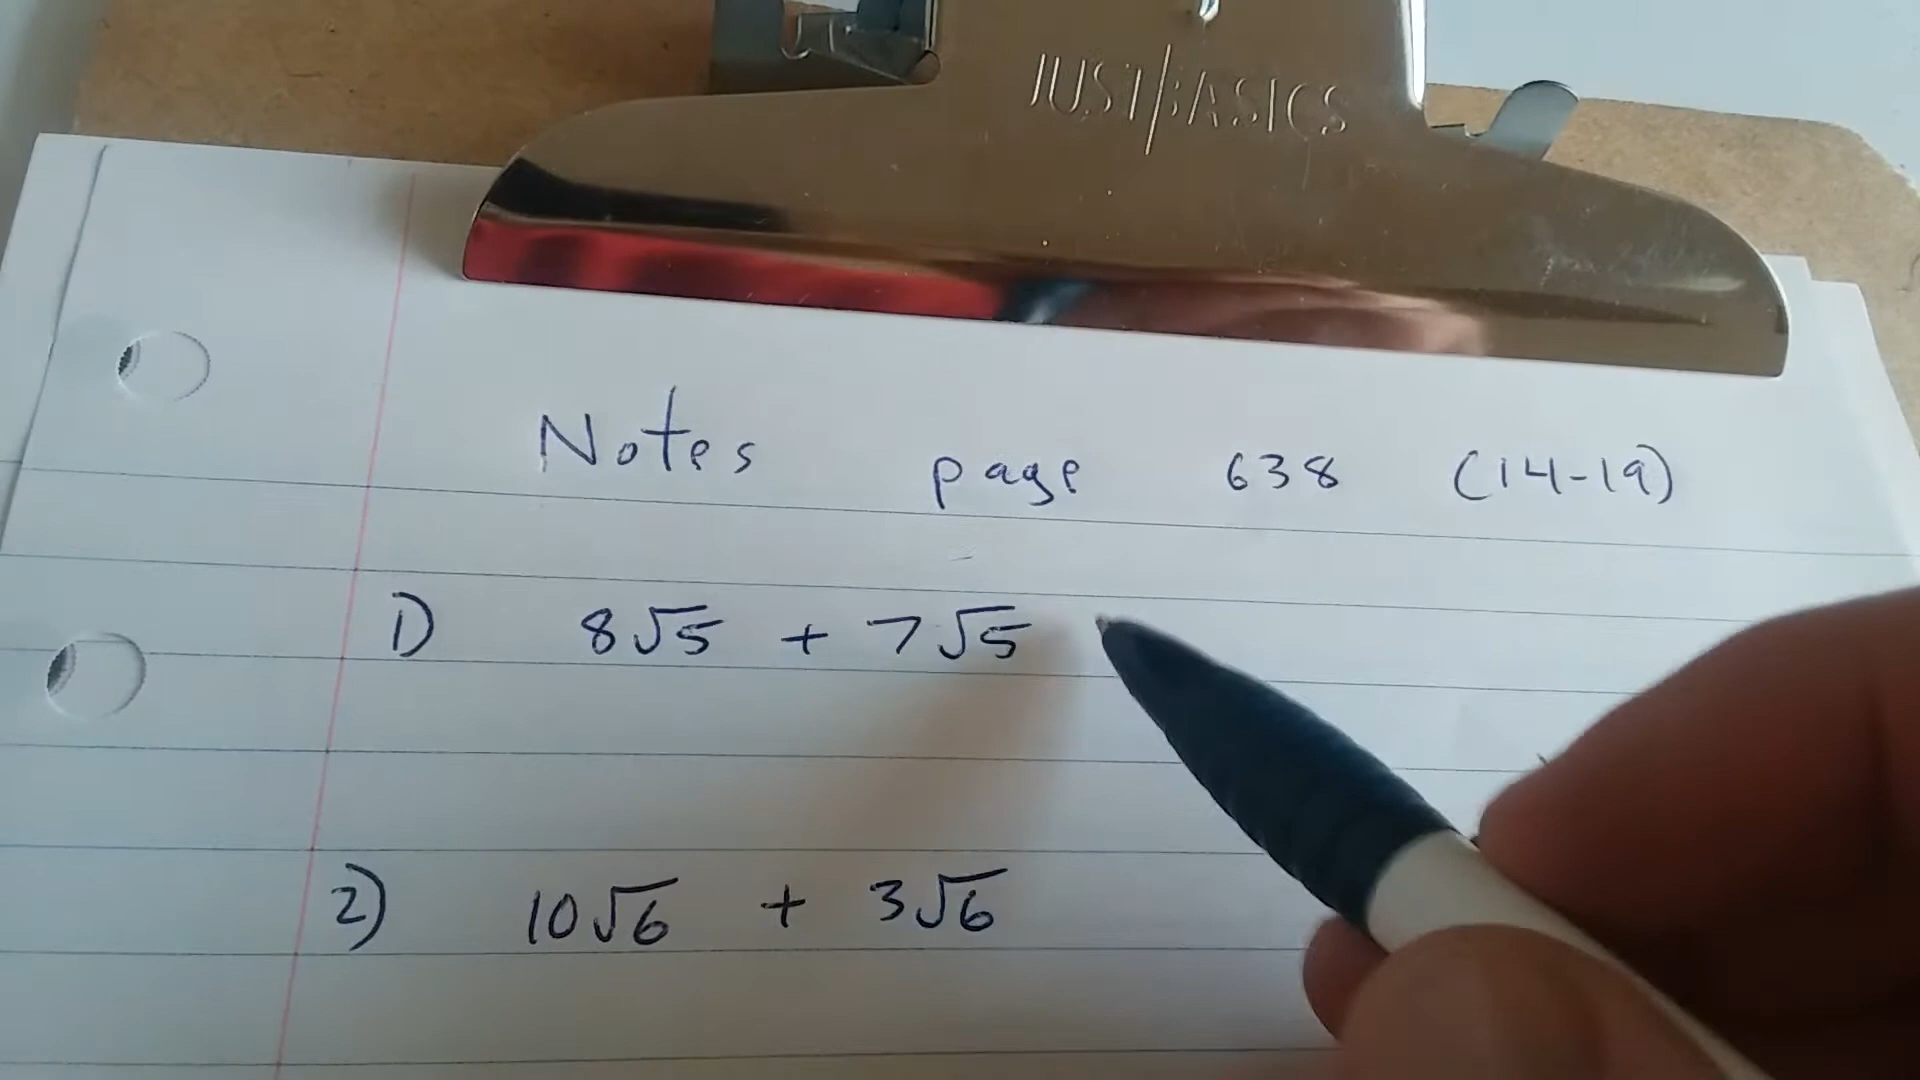 JUST/BASICS
Notes page 638 (14-19)
1) 8√5 + 7√5
2) 10√6 + 3√6